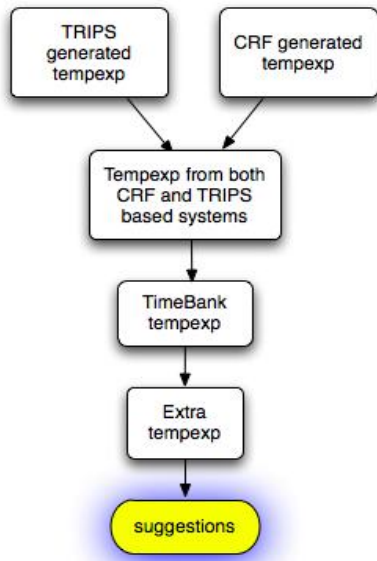 TRIPS
generated
tempexp
CRF generated
tempexp
Tempexp from both
CRF and TRIPS
based systems
TimeBank
tempexp
Extra
tempexp
suggestions